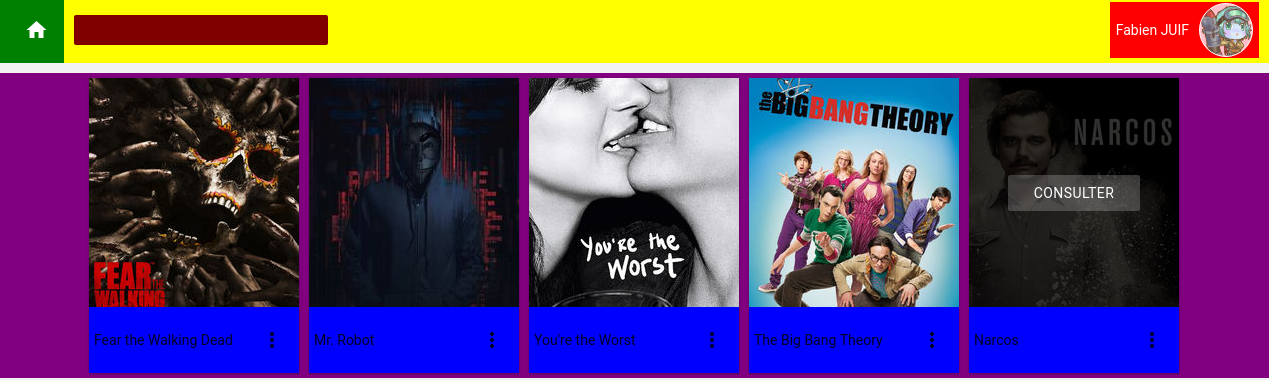 Fabien JUIF
FEAR THE
WALKING
You're the
Worst
the BIG BANG THEORY
NARCOS
CONSULTER
Fear the Walking Dead
Mr. Robot
You're the Worst
The Big Bang Theory
Narcos